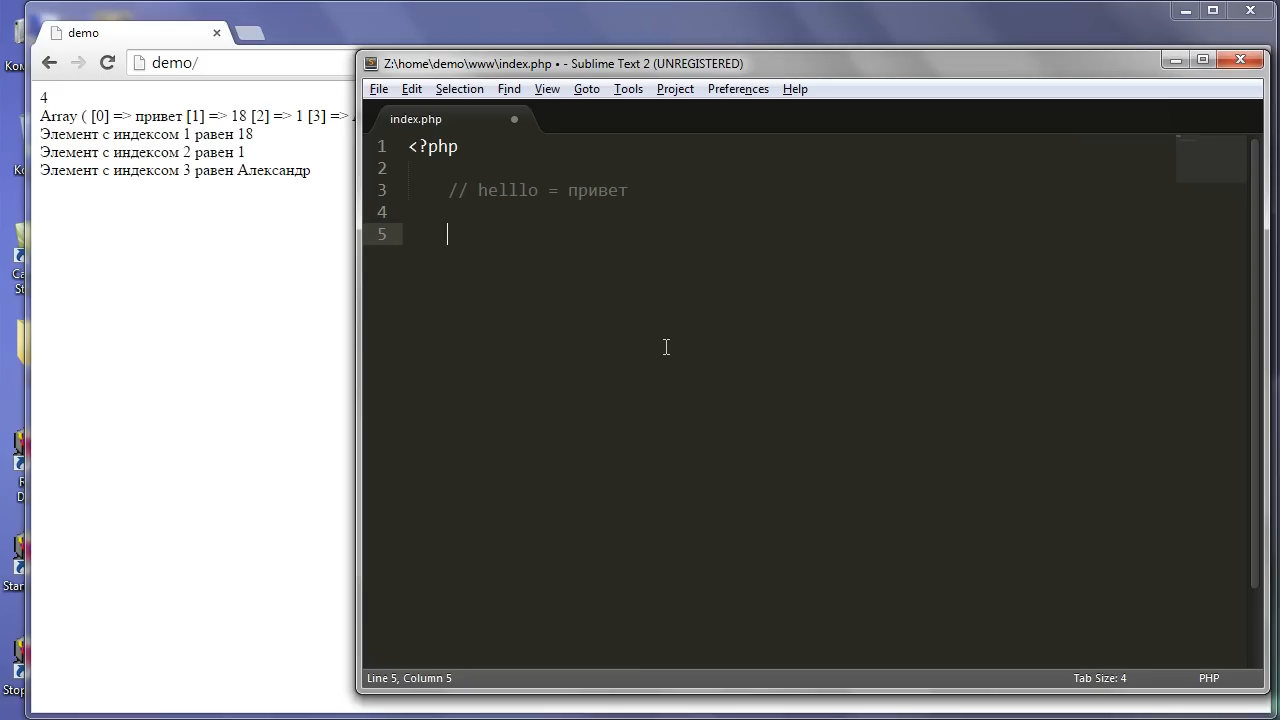 demo
demo/
4
Array ( [0] => привет [1] => 18 [2] => 1 [3] =>
Элемент с индексом 1 равен 18
Элемент с индексом 2 равен 1
Элемент с индексом 3 равен Александр
Z:\home\demo\www\index.php • - Sublime Text 2 (UNREGISTERED)
File Edit Selection Find View Goto Tools Project Preferences Help
index.php
1 <?php
2
3 // helllo = привет
4
5
Line 5, Column 5
Tab Size: 4
PHP
Star
Stop